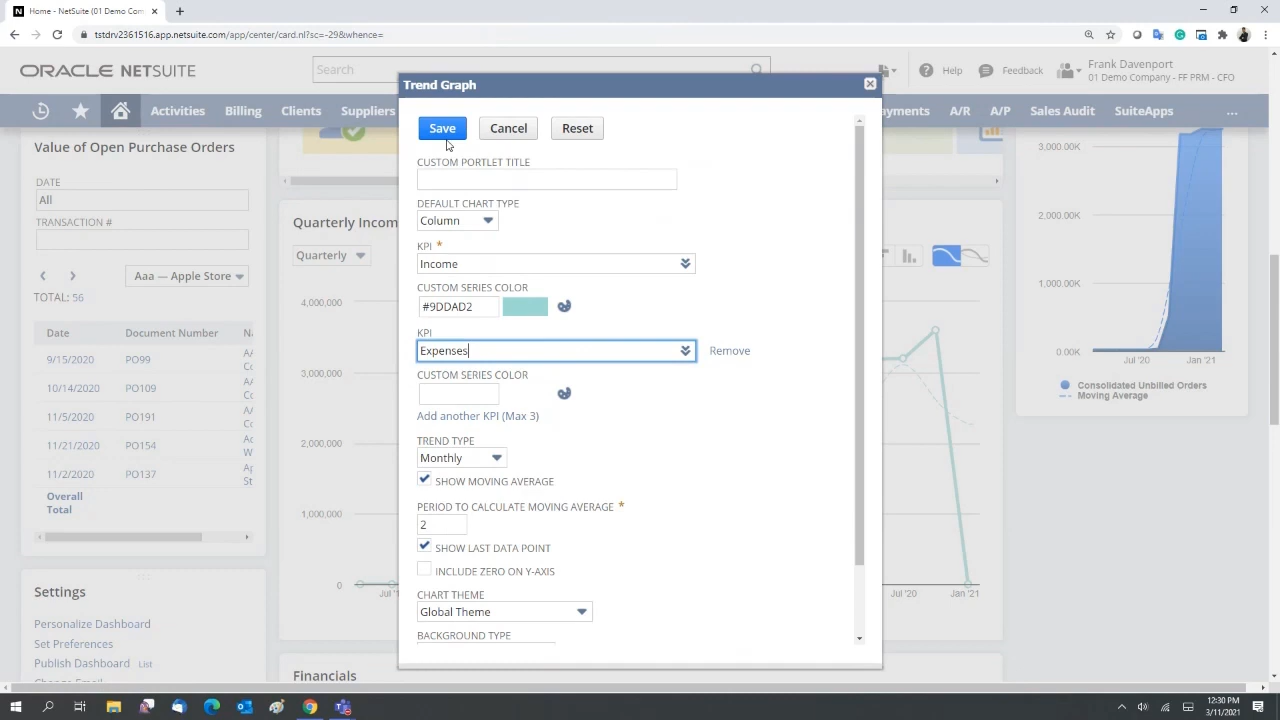 Home - NetSuite (01 Demo Com
tstdrv2361516.app.netsuite.com/app/center/card.nl?sc=-29&whence=
ORACLE NETSUITE
Search
Help
Feedback
Frank Davenport
01 Demo Company - FF PRM - CFO
Activities
Billing
Clients
Suppliers
ayments
A/R
A/P
Sales Audit
SuiteApps
...
Value of Open Purchase Orders
DATE
All
TRANSACTION #
Aaa — Apple Store
TOTAL: 56
Date
Document Number
5/15/2020
PO99
10/14/2020
PO109
11/5/2020
PO191
11/21/2020
PO154
11/2/2020
PO137
Overall
Total
Settings
Personalize Dashboard
Set Preferences
Publish Dashboard
List
Change Email
Quarterly Incom
Quarterly
4,000,000
3,000,000
2,000,000
1,000,000
0
Jul '1
Financials
Trend Graph
Save
Cancel
Reset
CUSTOM PORTLET TITLE
DEFAULT CHART TYPE
Column
KPI *
Income
CUSTOM SERIES COLOR
#9DDAD2
KPI
Expenses
Remove
CUSTOM SERIES COLOR
Add another KPI (Max 3)
TREND TYPE
Monthly
SHOW MOVING AVERAGE
PERIOD TO CALCULATE MOVING AVERAGE *
2
SHOW LAST DATA POINT
INCLUDE ZERO ON Y-AXIS
CHART THEME
Global Theme
BACKGROUND TYPE
Jul '20
Jan '21
3,000.00K
2,000.00K
1,000.00K
0.00K
Jul '20
Jan '21
Consolidated Unbilled Orders
Moving Average
12:30 PM
3/11/2021